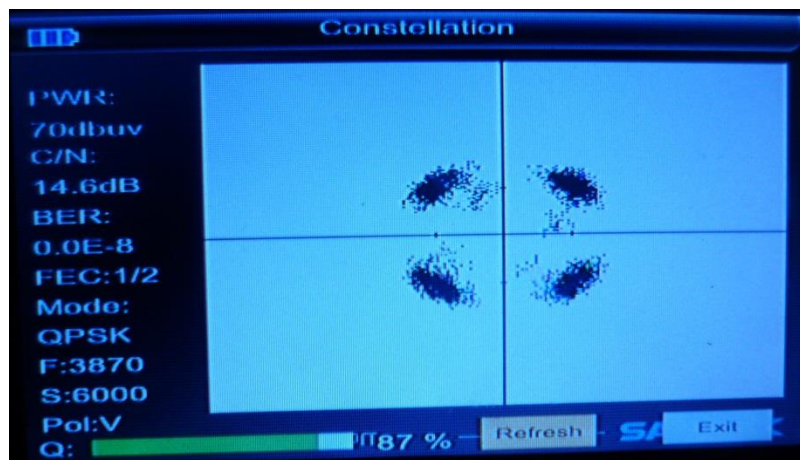 Constellation
PWR:
70dbuv
C/N:
14.6dB
BER:
0.0E-8
FEC:1/2
Mode:
QPSK
F:3870
S:6000
Pol:V
Q: 87 %
Refresh
Exit